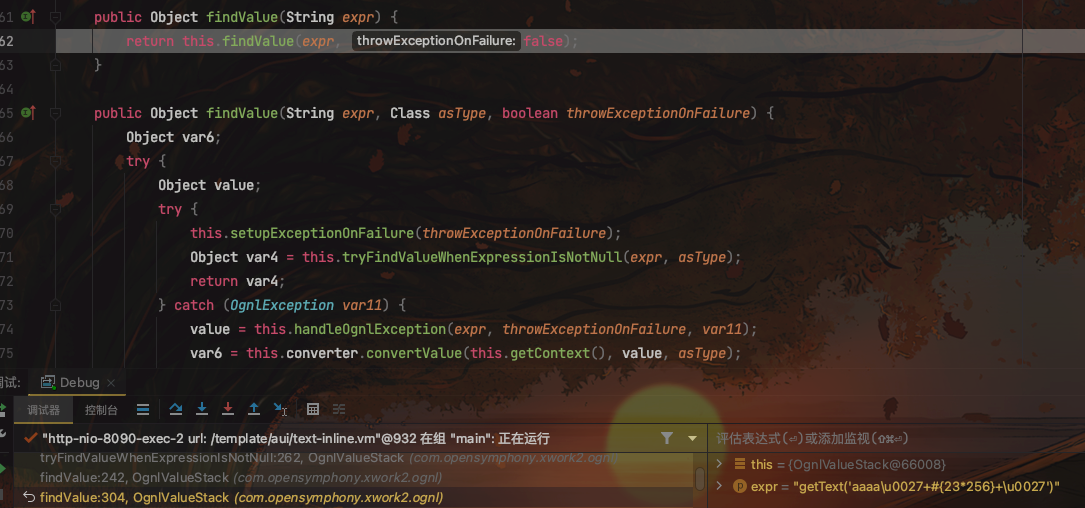 61 public Object findValue(String expr) {
62 return this.findValue(expr, throwExceptionOnFailure: false);
63 }
64
65 public Object findValue(String expr, Class asType, boolean throwExceptionOnFailure) {
66 Object var6;
67 try {
68 Object value;
69 try {
70 this.setupExceptionOnFailure(throwExceptionOnFailure);
71 Object var4 = this.tryFindValueWhenExpressionIsNotNull(expr, asType);
72 return var4;
73 } catch (OgnlException var11) {
74 value = this.handleOgnlException(expr, throwExceptionOnFailure, var11);
75 var6 = this.converter.convertValue(this.getContext(), value, asType);
调试: Debug ×
调试器 控制台
"http-nio-8090-exec-2 url: /template/aui/text-inline.vm"@932 在组 "main": 正在运行
评估表达式(⏎)或添加监视(⇧⌘⏎)
tryFindValueWhenExpressionIsNotNull:262, OgnlValueStack (com.opensymphony.xwork2.ognl)
this = {OgnlValueStack@66008}
findValue:242, OgnlValueStack (com.opensymphony.xwork2.ognl)
expr = "getText('aaaa\u0027+#{23*256}+\u0027')"
findValue:304, OgnlValueStack (com.opensymphony.xwork2.ognl)